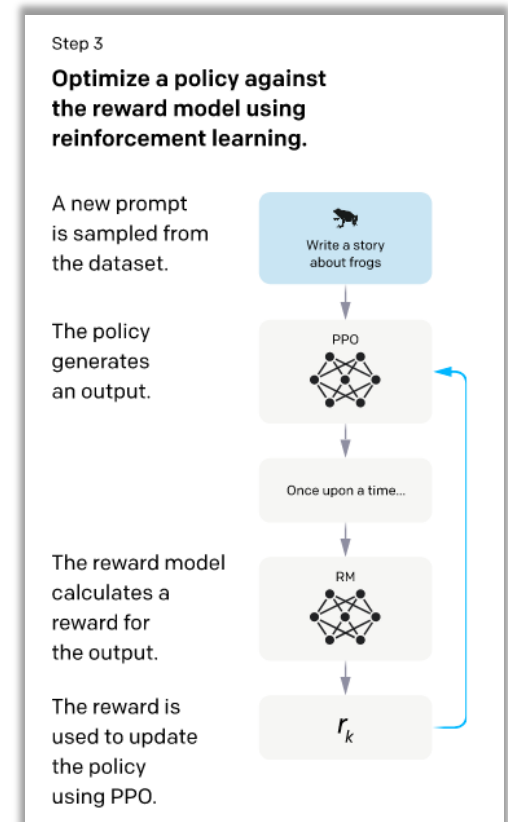 Step 3
Optimize a policy against
the reward model using
reinforcement learning.
A new prompt
is sampled from
the dataset.
Write a story
about frogs
The policy
generates
an output.
PPO
Once upon a time...
The reward model
calculates a
reward for
the output.
RM
The reward is
used to update
the policy
using PPO.
rₖ